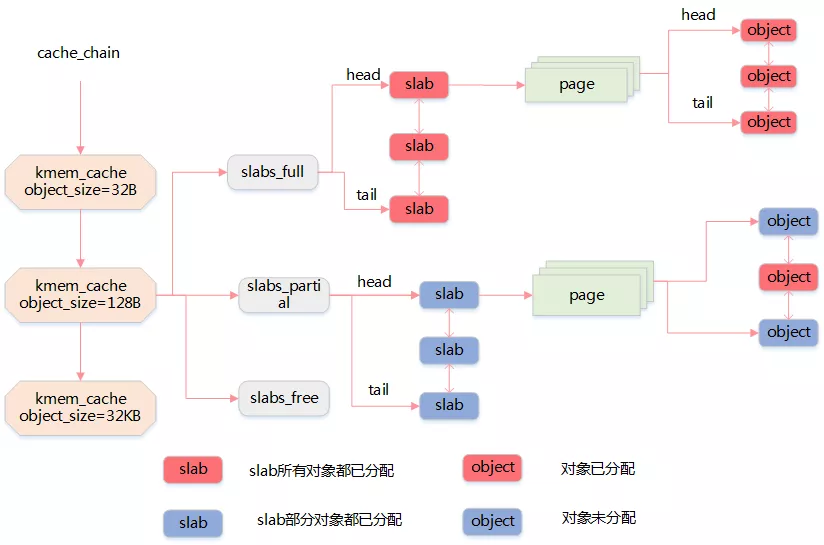 cache_chain
kmem_cache
object_size=32B
kmem_cache
object_size=128B
kmem_cache
object_size=32KB
slabs_full
slabs_parti
al
slabs_free
head
slab
slab
tail
slab
page
head
object
object
tail
object
head
slab
slab
tail
slab
page
object
object
object
slab
slab所有对象都已分配
object
对象已分配
slab
slab部分对象都已分配
object
对象未分配